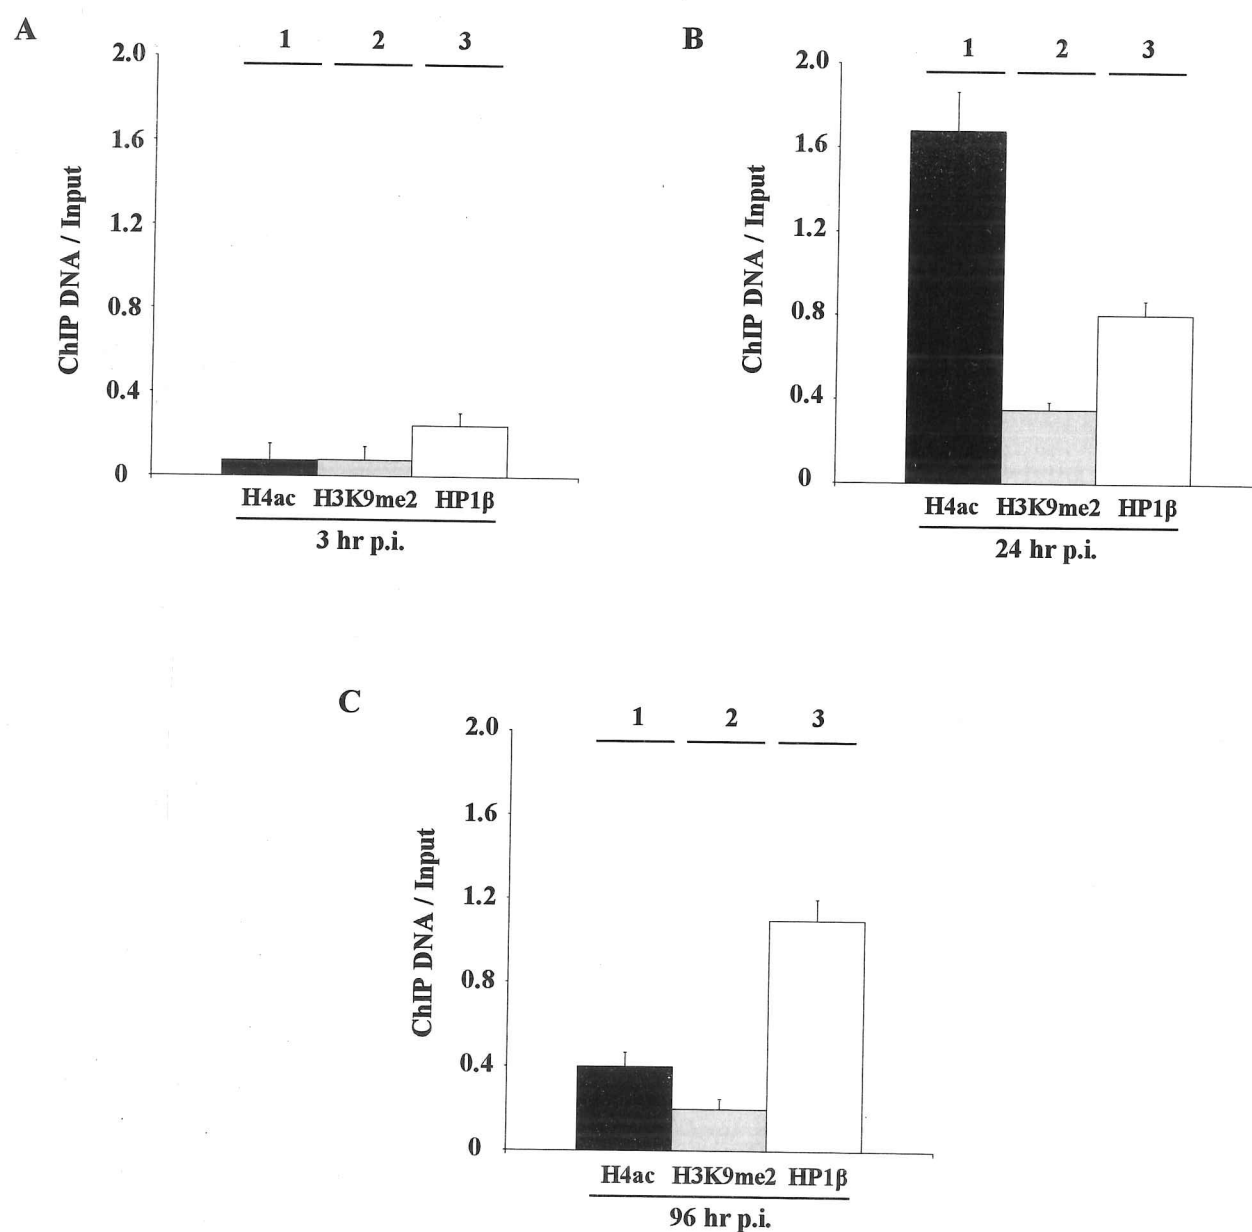 A
1 2 3
2.0
1.6
1.2
0.8
0.4
0
ChIP DNA / Input
H4ac H3K9me2 HP1β
3 hr p.i.
B
1 2 3
2.0
1.6
1.2
0.8
0.4
0
ChIP DNA / Input
H4ac H3K9me2 HP1β
24 hr p.i.
C
1 2 3
2.0
1.6
1.2
0.8
0.4
0
ChIP DNA / Input
H4ac H3K9me2 HP1β
96 hr p.i.